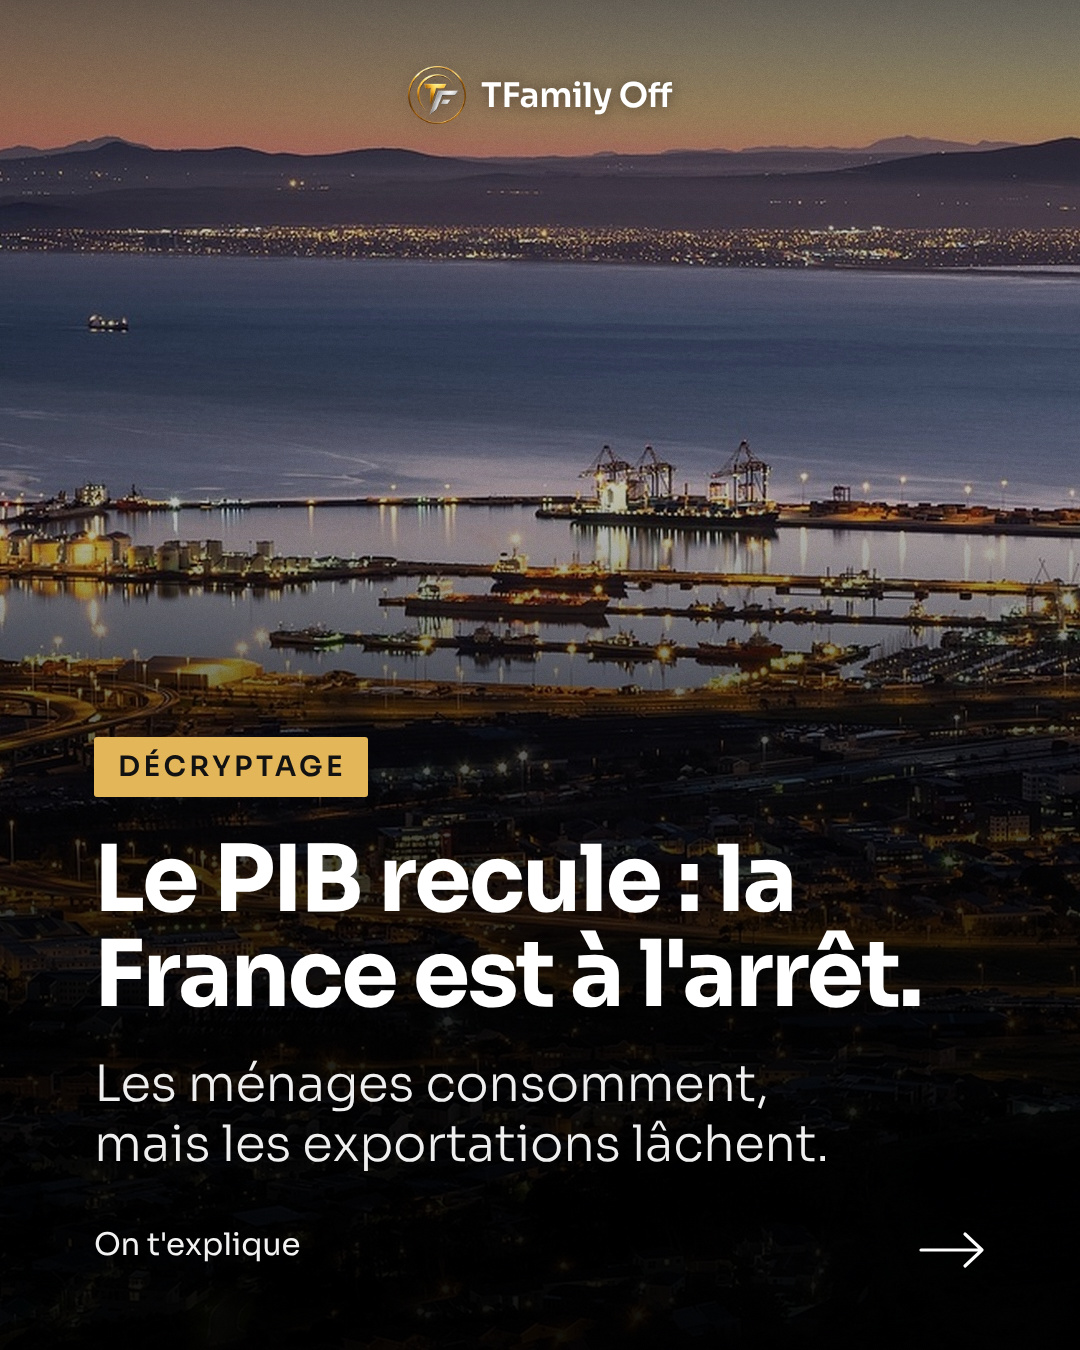 TFamily Off
DÉCRYPTAGE
Le PIB recule : la
France est à l'arrêt.
Les ménages consomment,
mais les exportations lâchent.
On t'explique